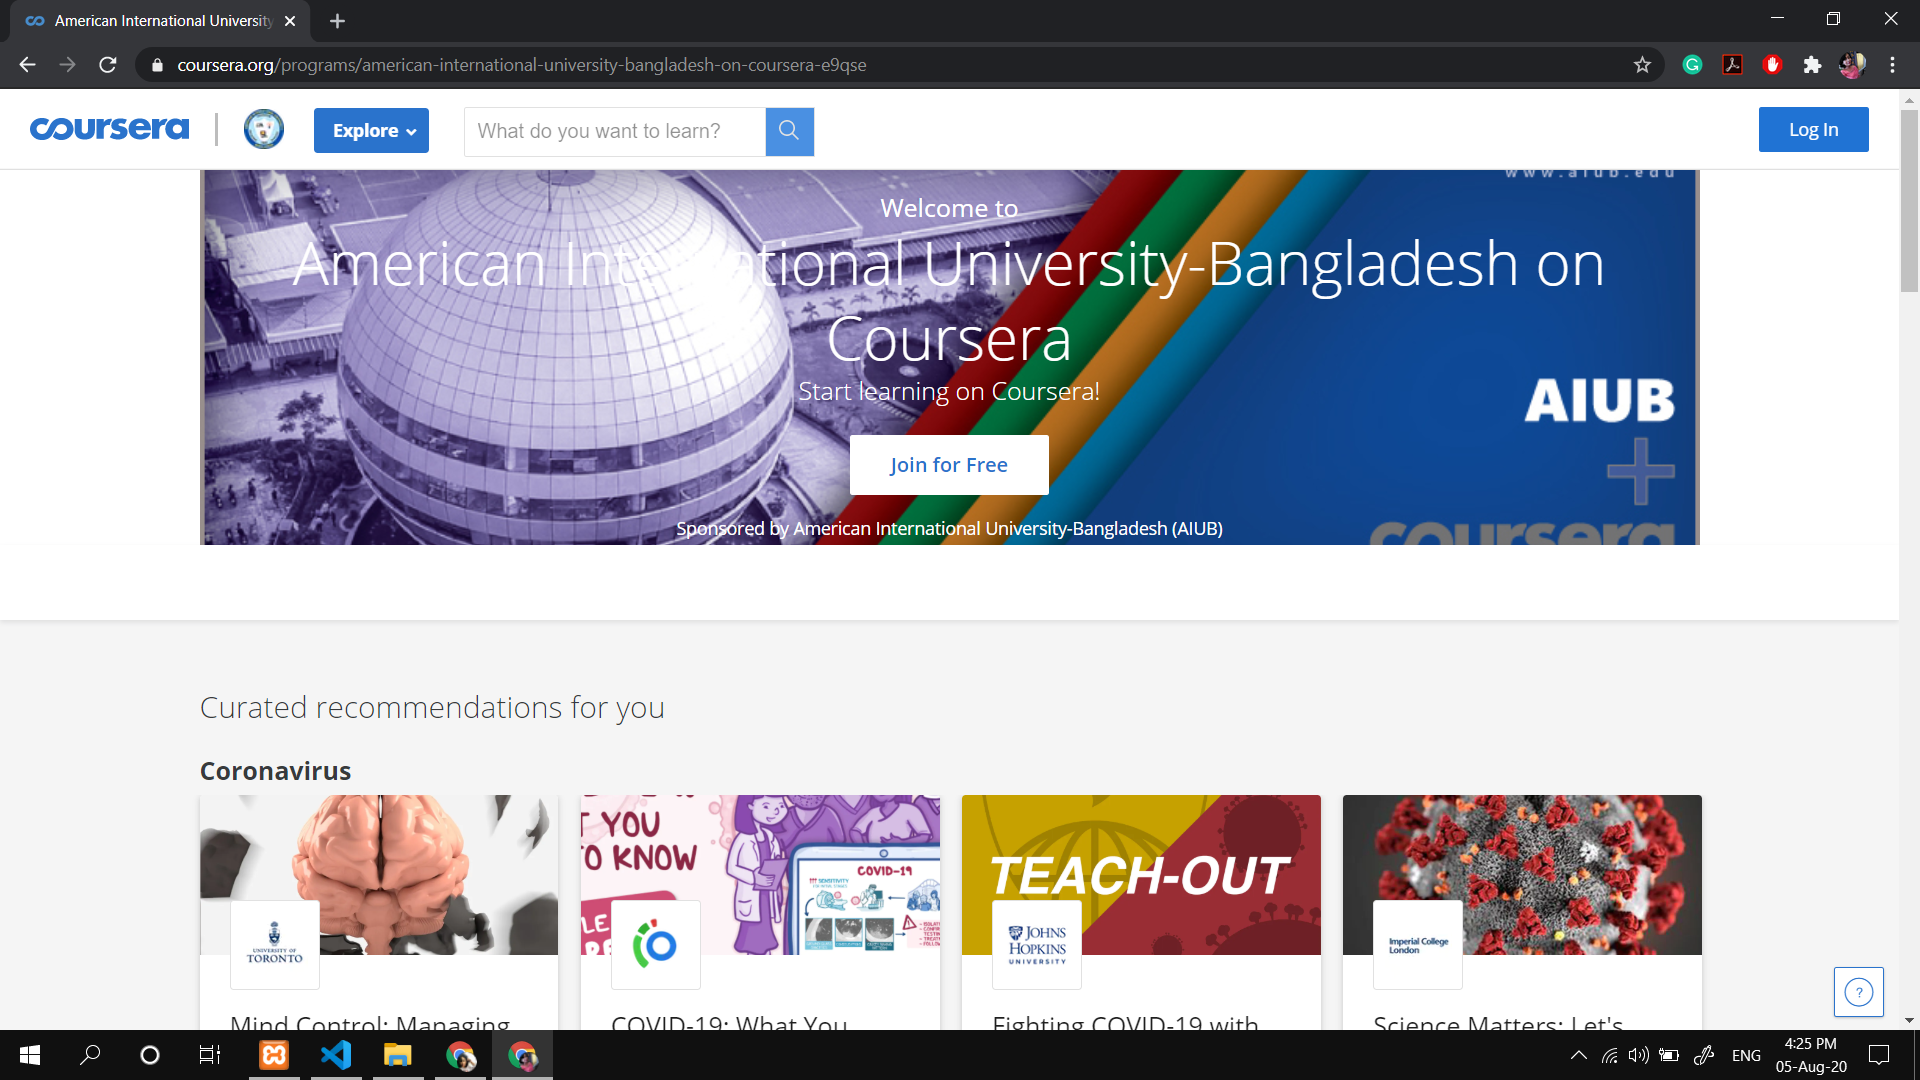 American International University
coursera.org/programs/american-international-university-bangladesh-on-coursera-e9qse
coursera
Explore
What do you want to learn?
Log In
www.aiub.edu
Welcome to
American International University-Bangladesh on
Coursera
Start learning on Coursera!
AIUB
+
Join for Free
coursera
Sponsored by American International University-Bangladesh (AIUB)
Curated recommendations for you
Coronavirus
UNIVERSITY OF
TORONTO
YOU
TO KNOW
COVID-19
TEACH-OUT
JOHNS
HOPKINS
UNIVERSITY
Imperial College
London
Mind Control: Managing
COVID-19: What You
Fighting COVID-19 with
Science Matters: Let's
?
ENG
4:25 PM
05-Aug-20